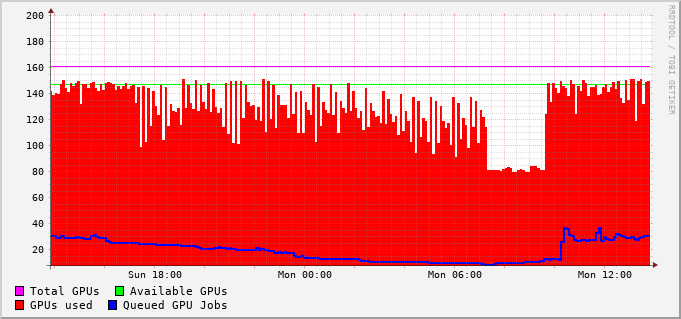 200
180
160
140
120
100
80
60
40
20
Sun 18:00 Mon 00:00 Mon 06:00 Mon 12:00
Total GPUs Available GPUs
GPUs used Queued GPU Jobs
RRDTOOL / TOBI OETIKER